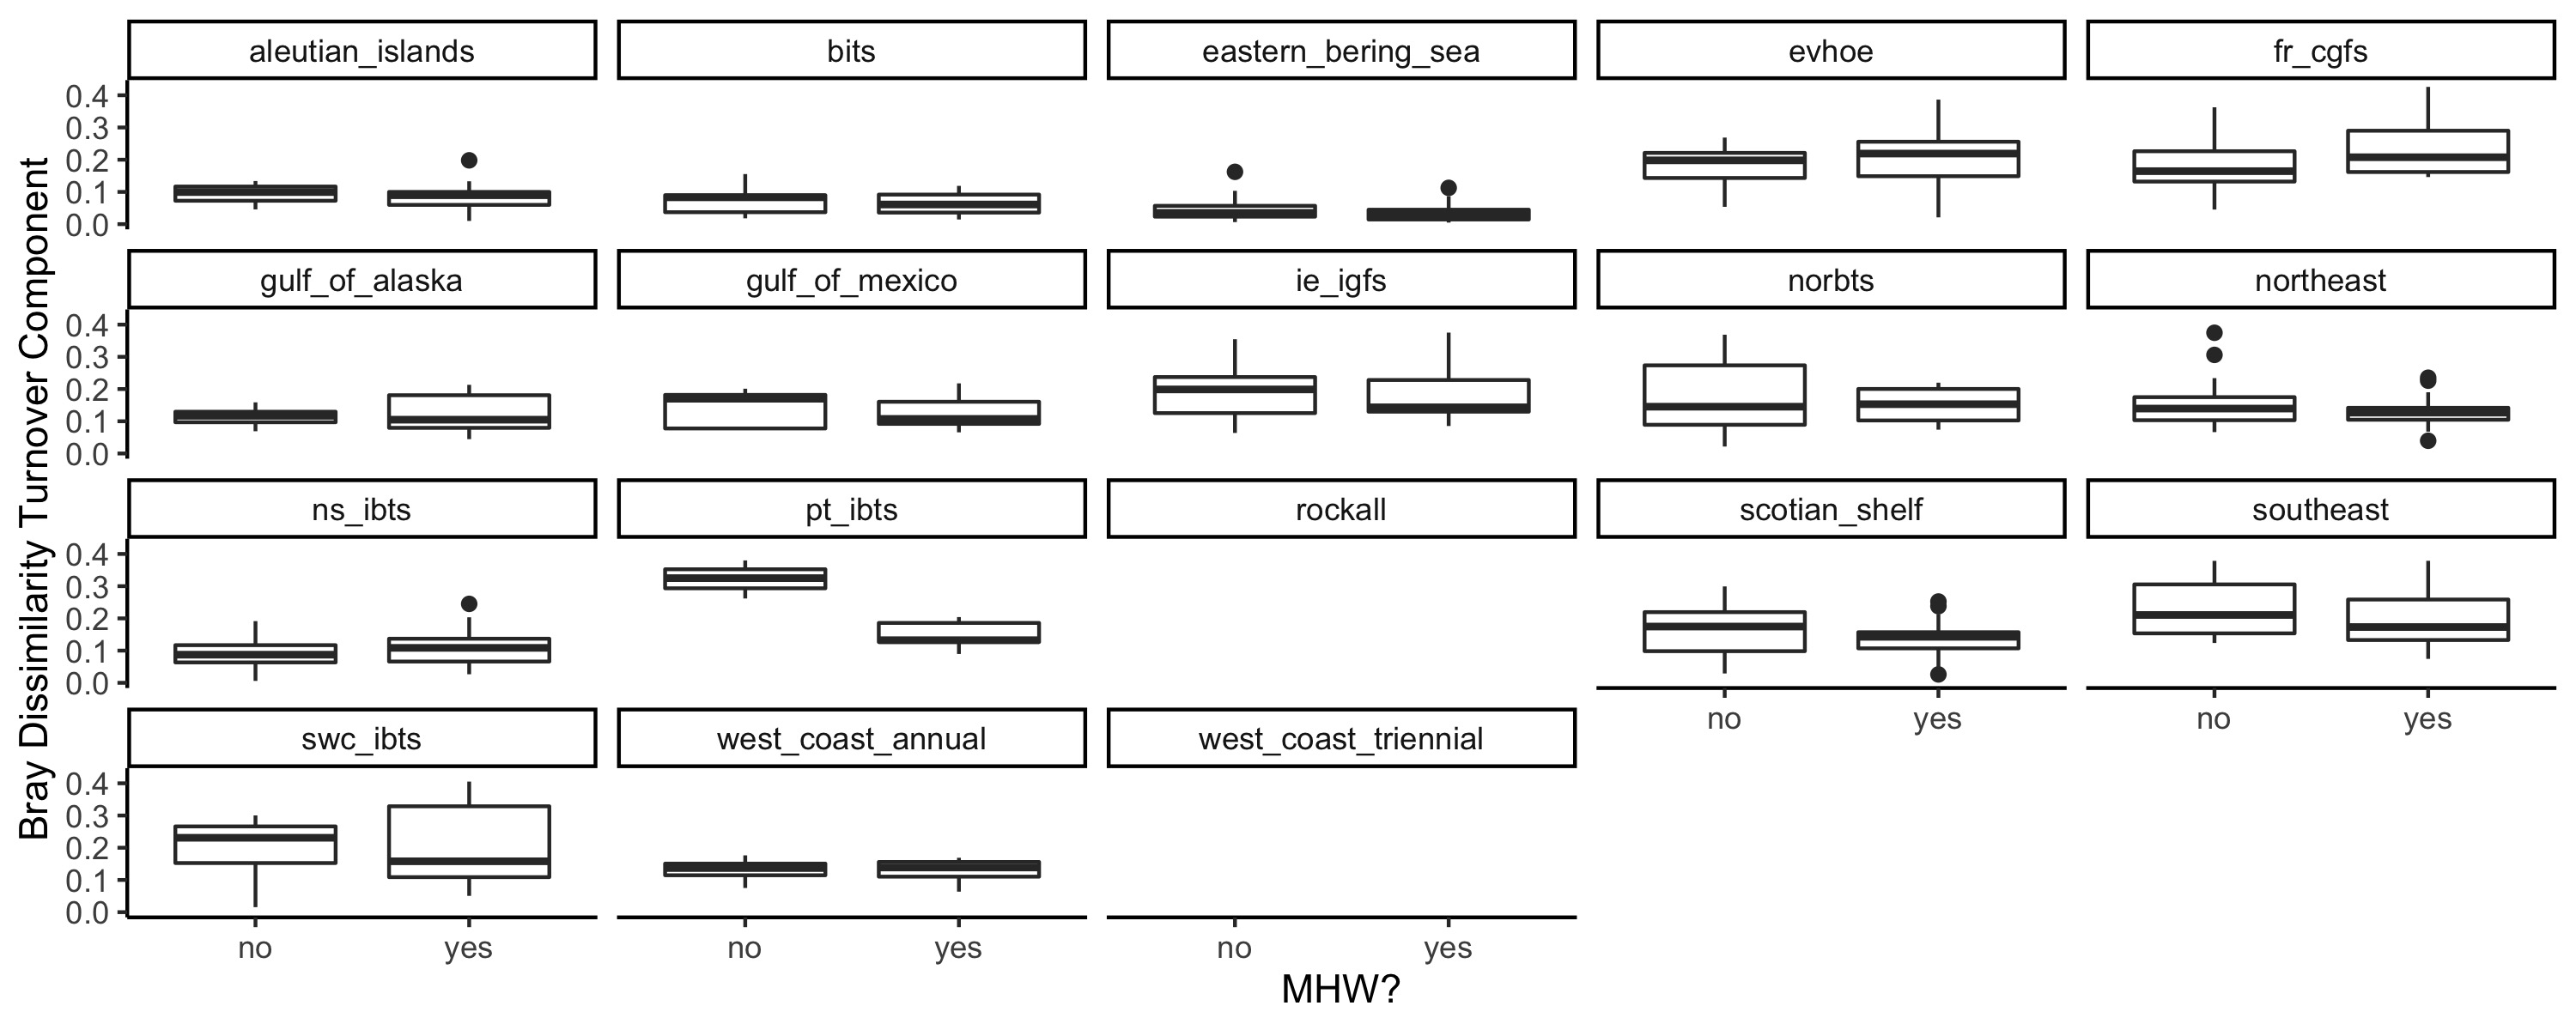 Bray Dissimilarity Turnover Component
aleutian_islands bits eastern_bering_sea evhoe fr_cgfs
0.4
0.3
0.2
0.1
0.0
gulf_of_alaska gulf_of_mexico ie_igfs norbts northeast
0.4
0.3
0.2
0.1
0.0
ns_ibts pt_ibts rockall scotian_shelf southeast
0.4
0.3
0.2
0.1
0.0
no yes no yes
swc_ibts west_coast_annual west_coast_triennial
0.4
0.3
0.2
0.1
0.0
no yes no yes no yes
MHW?